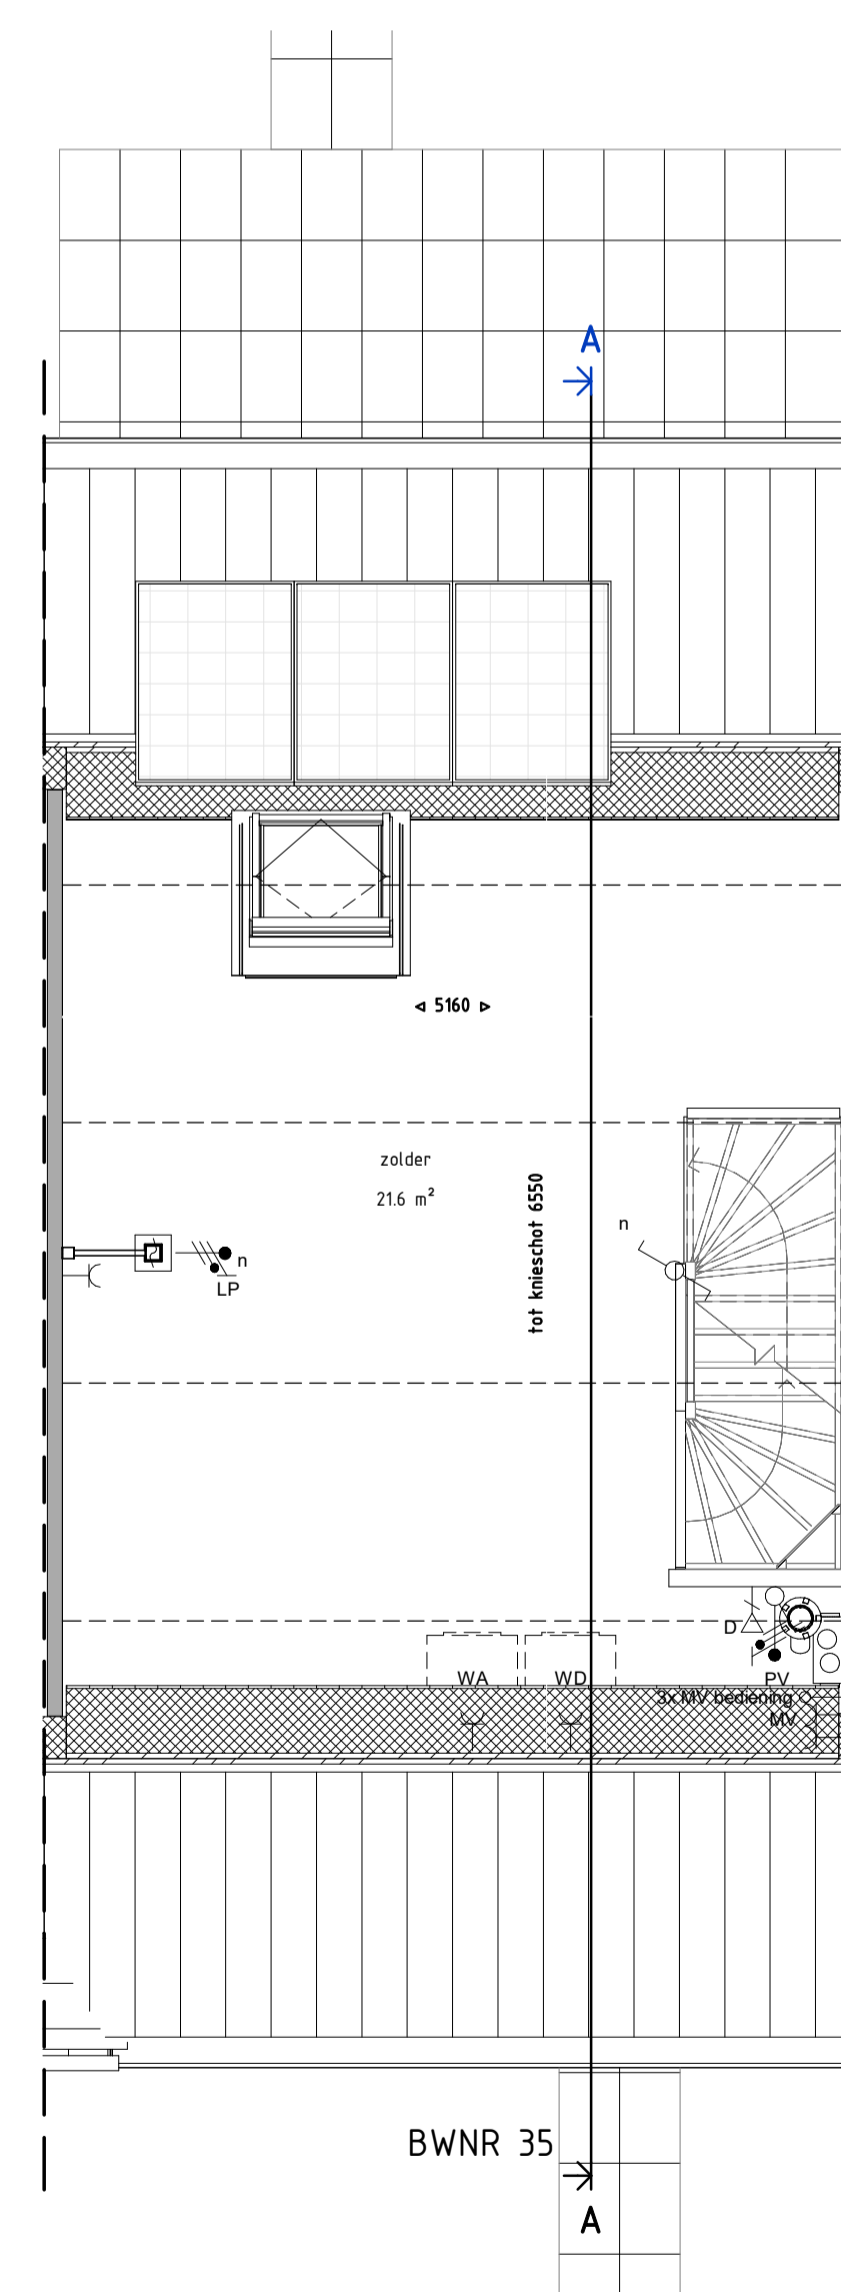 A
5160
zolder
21.6 m²
tot knieschot 6550
n
n
LP
D
WA
WD
PV
3x MV bediening
MV
BWNR 35
A